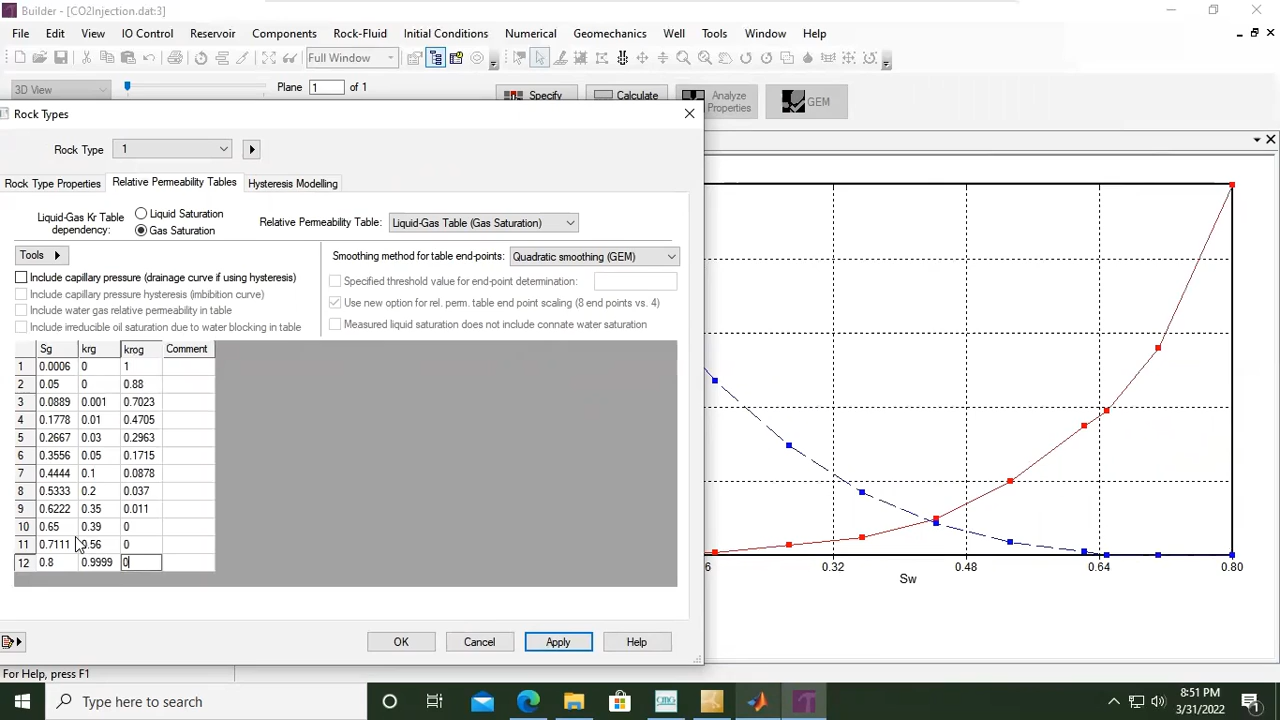 Builder - [CO2Injection.dat:3]
File Edit View IO Control Reservoir Components Rock-Fluid Initial Conditions Numerical Geomechanics Well Tools Window Help
Full Window
3D View Plane 1 of 1 Specify Calculate Analyze Properties GEM
Rock Types
Rock Type 1
Rock Type Properties Relative Permeability Tables Hysteresis Modelling
Liquid-Gas Kr Table dependency: Liquid Saturation Gas Saturation
Relative Permeability Table: Liquid-Gas Table (Gas Saturation)
Tools
Smoothing method for table end-points: Quadratic smoothing (GEM)
Include capillary pressure (drainage curve if using hysteresis)
Specified threshold value for end-point determination:
Include capillary pressure hysteresis (imbibition curve)
Use new option for rel. perm. table end point scaling (8 end points vs. 4)
Include water gas relative permeability in table
Include irreducible oil saturation due to water blocking in table
Measured liquid saturation does not include connate water saturation
Sg krg krog Comment
1 0.0006 0 1
2 0.05 0 0.88
3 0.0889 0.001 0.7023
4 0.1778 0.01 0.4705
5 0.2667 0.03 0.2963
6 0.3556 0.05 0.1715
7 0.4444 0.1 0.0878
8 0.5333 0.2 0.037
9 0.6222 0.35 0.011
10 0.65 0.39 0
11 0.7111 0.56 0
12 0.8 0.9999 0
0.32 0.48 0.64 0.80
Sw
OK Cancel Apply Help
For Help, press F1
Type here to search
8:51 PM
3/31/2022